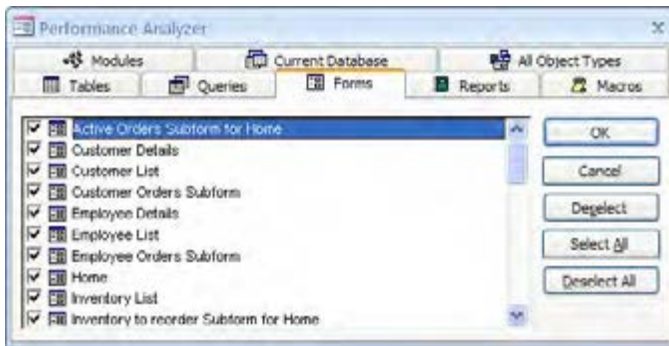 Performance Analyzer
Modules
Current Database
All Object Types
Tables
Queries
Forms
Reports
Macros
Active Orders Subform for Home
Customer Details
Customer List
Customer Orders Subform
Employee Details
Employee List
Employee Orders Subform
Home
Inventory List
Inventory to reorder Subform for Home
OK
Cancel
Deselect
Select All
Deselect All